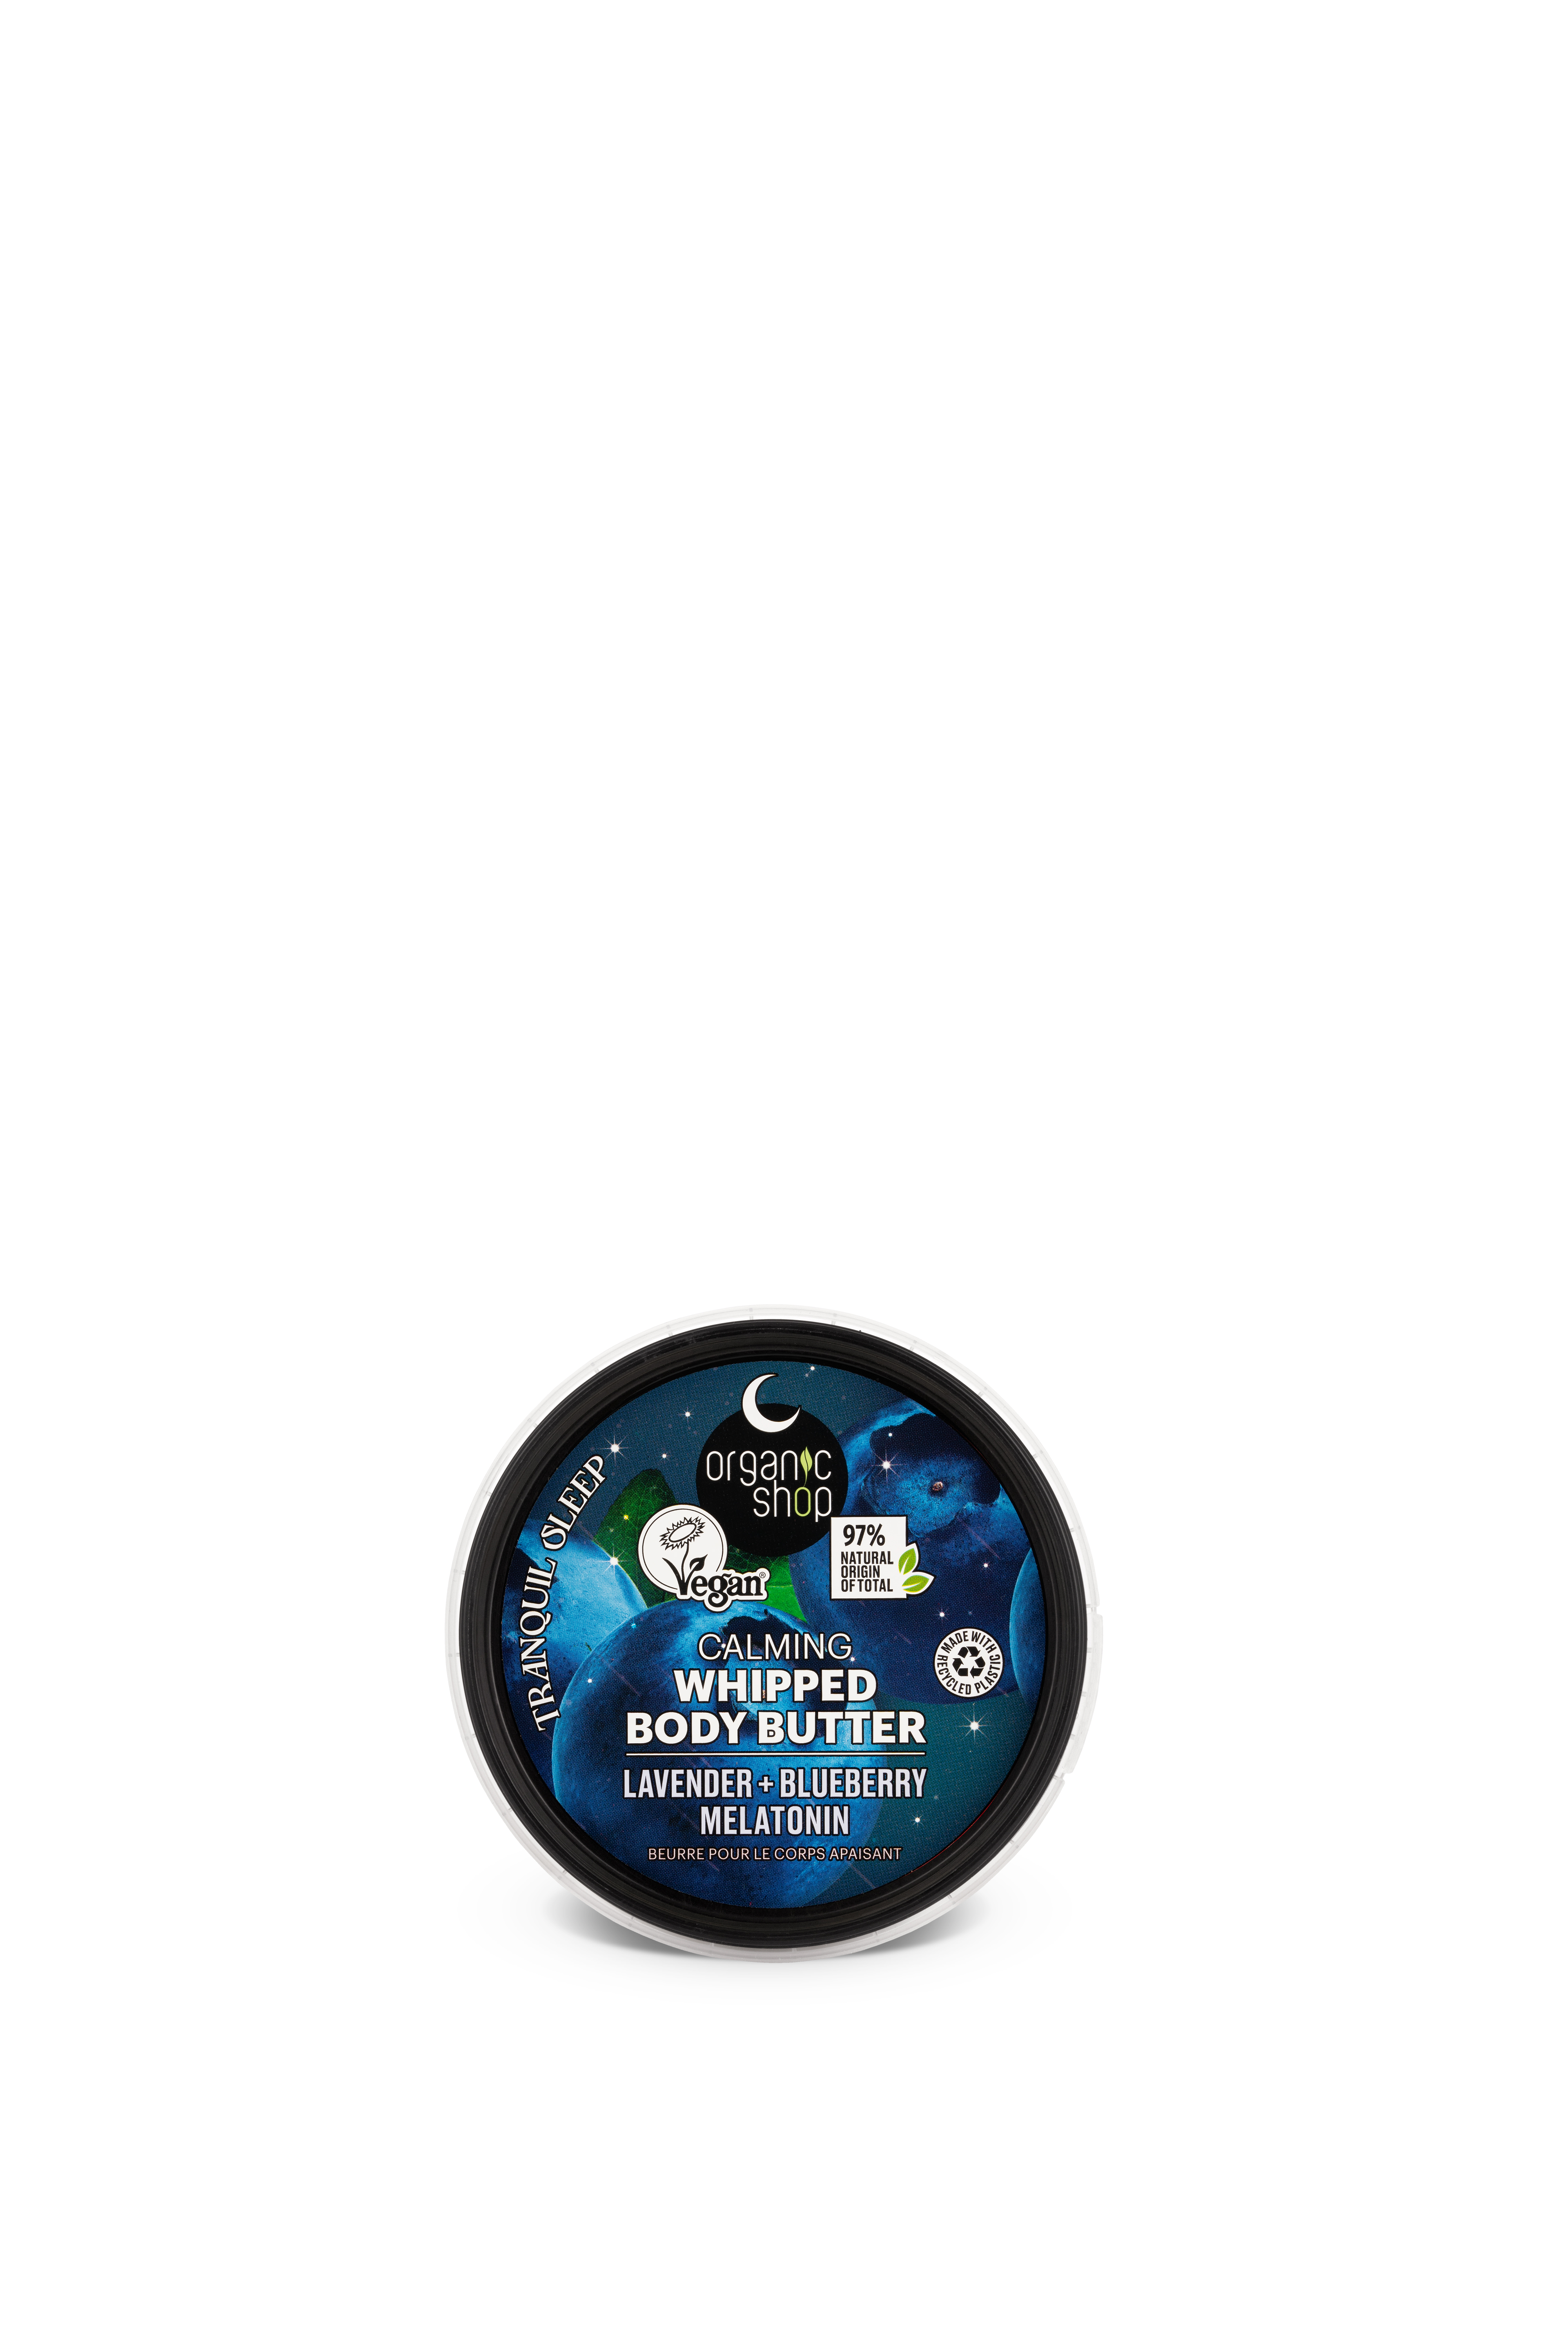 organic
shop
TRANQUIL SLEEP
Vegan®
97%
NATURAL
ORIGIN
OF TOTAL
MADE WITH
RECYCLED PLASTIC
CALMING
WHIPPED
BODY BUTTER
LAVENDER + BLUEBERRY
MELATONIN
BEURRE POUR LE CORPS APAISANT